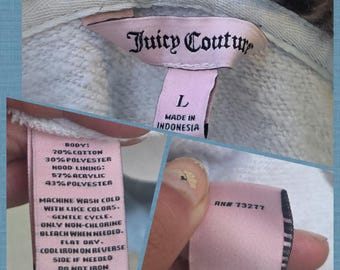 Juicy Couture
L
MADE IN
INDONESIA
BODY:
70% COTTON
30% POLYESTER
HOOD LINING:
57% ACRYLIC
43% POLYESTER
MACHINE WASH COLD
WITH LIKE COLORS.
GENTLE CYCLE.
ONLY NON-CHLORINE
BLEACH WHEN NEEDED.
FLAT DRY.
COOL IRON ON REVERSE
SIDE IF NEEDED
DO NOT IRON
RN# 73277